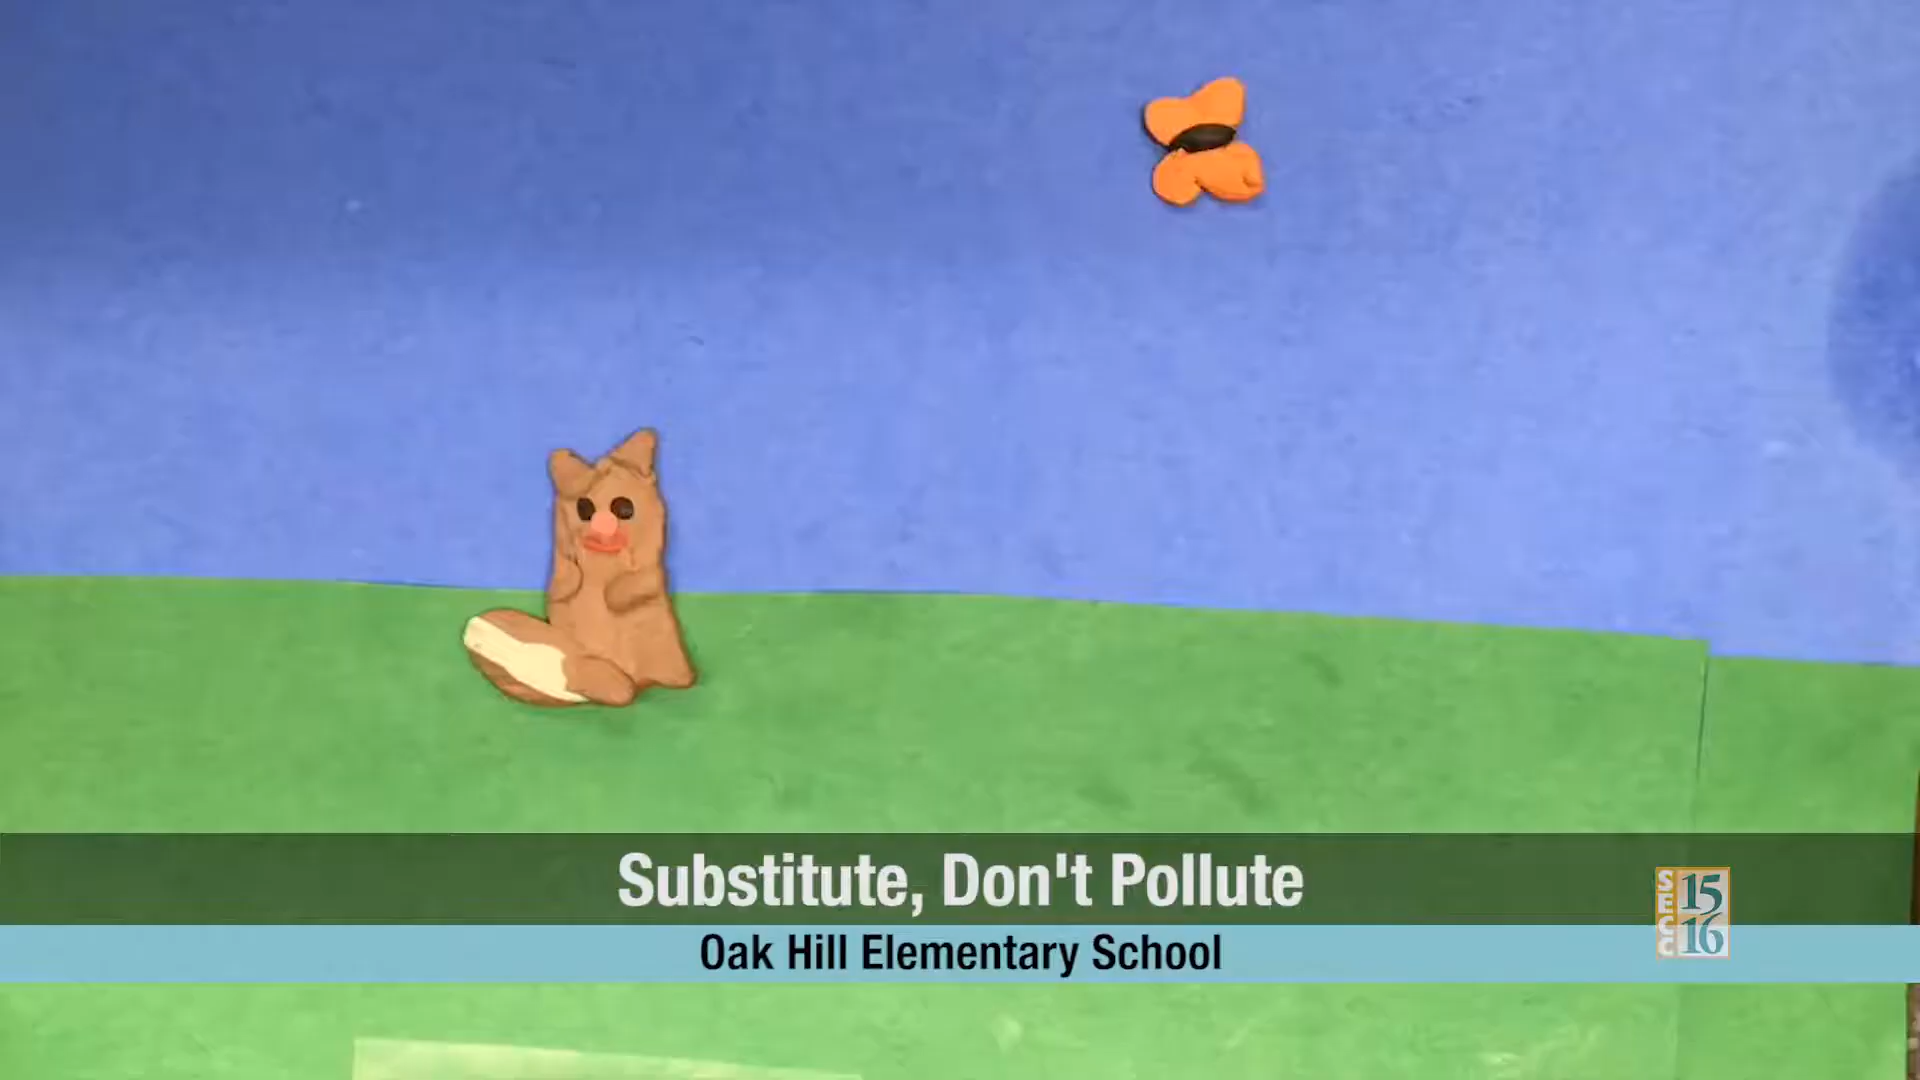 Substitute, Don't Pollute
Oak Hill Elementary School
SECC
15
16